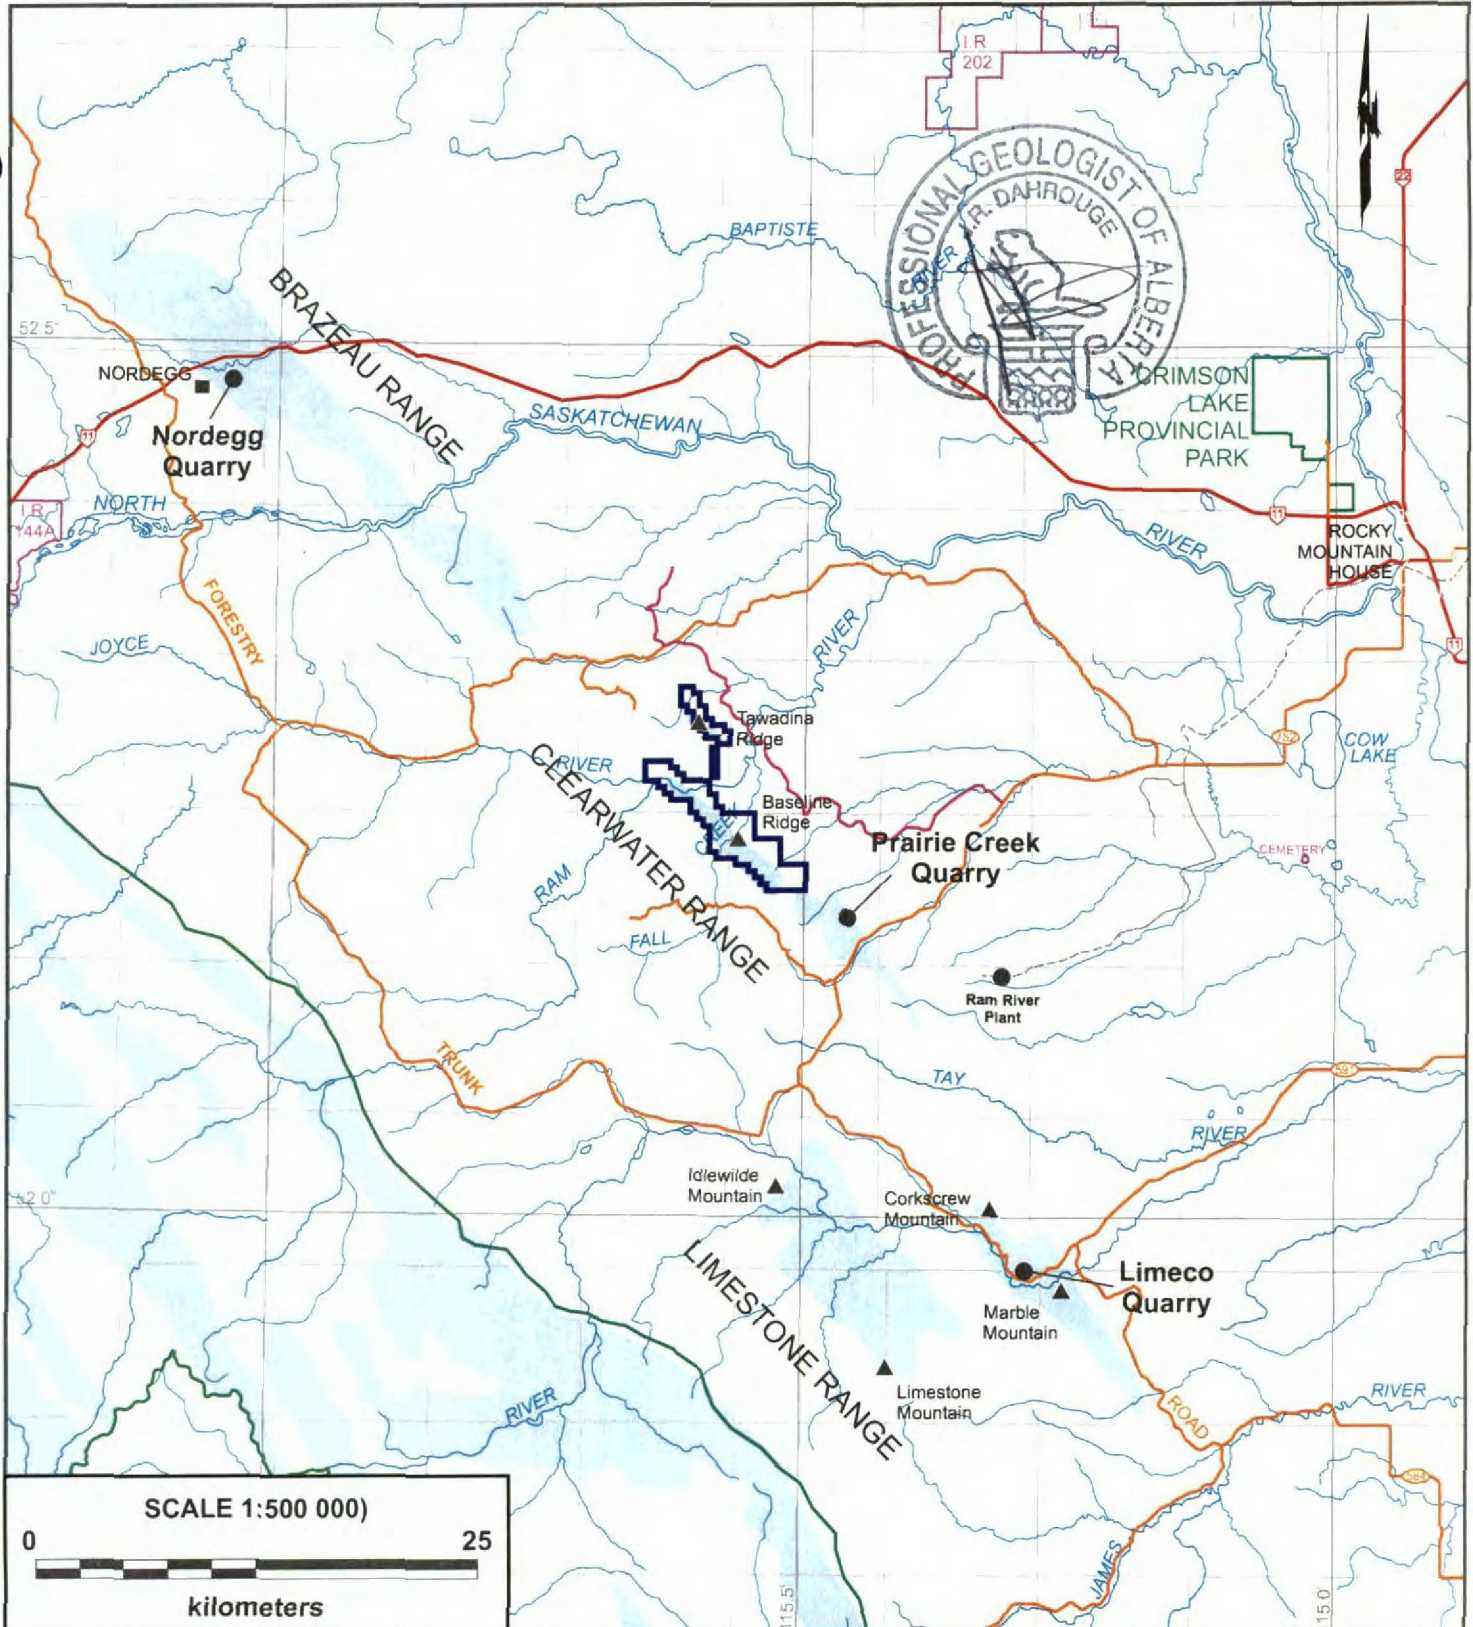 I.R.
202
22
PROFESSIONAL GEOLOGIST OF ALBERTA
J.R. DAHROUGE
BAPTISTE
RIVER
BRAZEAU RANGE
52.5°
NORDEGG
Nordegg
Quarry
11
SASKATCHEWAN
CRIMSON
LAKE
PROVINCIAL
PARK
NORTH
I.R.
144A
11
RIVER
ROCKY
MOUNTAIN
HOUSE
FORESTRY
JOYCE
RIVER
11
Tawadina
Ridge
752
COW
LAKE
RIVER
CLEARWATER RANGE
Baseline
Ridge
Prairie Creek
Quarry
CEMETERY
RAM
FALL
Ram River
Plant
TRUNK
TAY
591
RIVER
Idlewilde
Mountain
52.0°
Corkscrew
Mountain
LIMESTONE RANGE
Limeco
Quarry
Marble
Mountain
Limestone
Mountain
RIVER
RIVER
ROAD
584
SCALE 1:500 000)
0 25
kilometers
JAMES
115.5°
115.0°